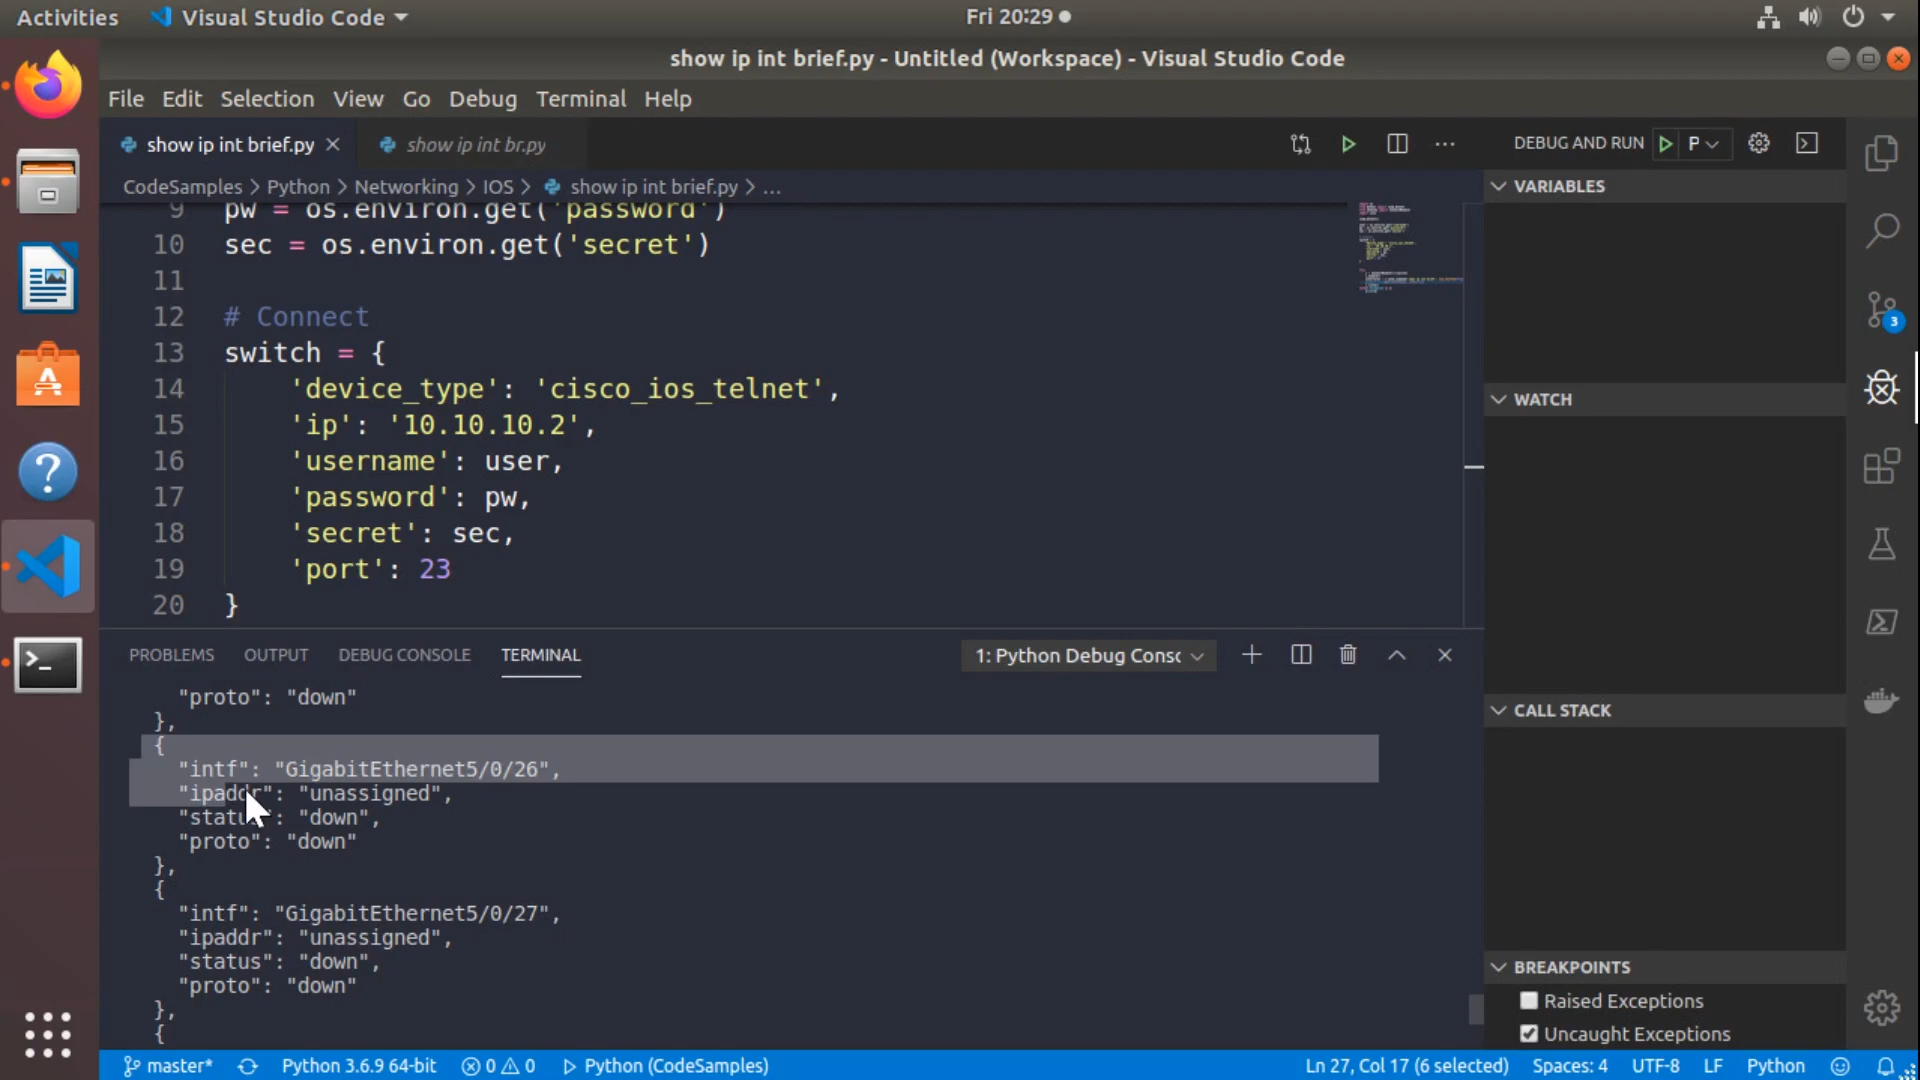 Activities
Visual Studio Code
Fri 20:29
show ip int brief.py - Untitled (Workspace) - Visual Studio Code
File Edit Selection View Go Debug Terminal Help
show ip int brief.py
show ip int br.py
DEBUG AND RUN
P
CodeSamples > Python > Networking > IOS > show ip int brief.py > ...
9 pw = os.environ.get('password')
10 sec = os.environ.get('secret')
11
12 # Connect
13 switch = {
14 'device_type': 'cisco_ios_telnet',
15 'ip': '10.10.10.2',
16 'username': user,
17 'password': pw,
18 'secret': sec,
19 'port': 23
20 }
VARIABLES
WATCH
CALL STACK
BREAKPOINTS
Raised Exceptions
Uncaught Exceptions
3
PROBLEMS OUTPUT DEBUG CONSOLE TERMINAL
1: Python Debug Consc
"proto": "down"
},
{
"intf": "GigabitEthernet5/0/26",
"ipaddr": "unassigned",
"status": "down",
"proto": "down"
},
{
"intf": "GigabitEthernet5/0/27",
"ipaddr": "unassigned",
"status": "down",
"proto": "down"
},
{
master* Python 3.6.9 64-bit 0 0 Python (CodeSamples)
Ln 27, Col 17 (6 selected) Spaces: 4 UTF-8 LF Python